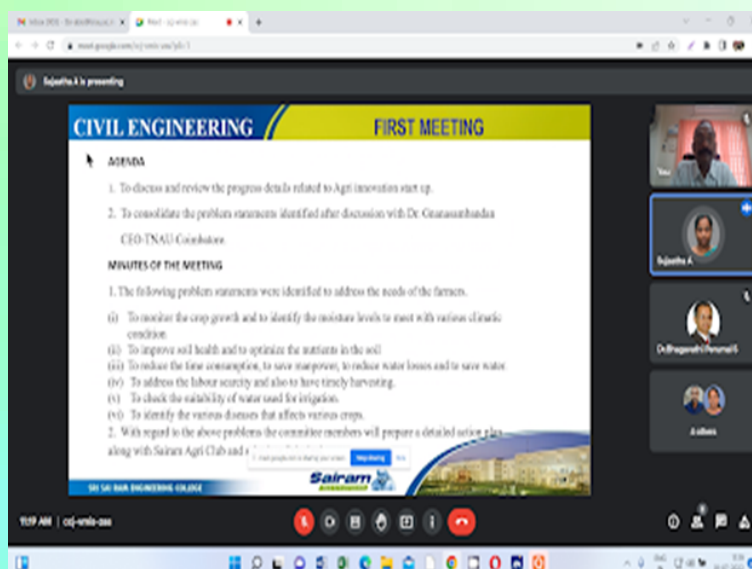 Sujeetha A is presenting
CIVIL ENGINEERING
FIRST MEETING
AGENDA
1. To discuss and review the progress details related to Agri innovation start up.
2. To consolidate the problem statements identified after discussion with Dr. Gnanasambandan
CEO-TNAU-Coimbatore.
MINUTES OF THE MEETING
1. The following problem statements were identified to address the needs of the farmers.
(i) To monitor the crop growth and to identify the moisture levels to meet with various climatic
condition
(ii) To improve soil health and to optimize the nutrients in the soil
(iii) To reduce the time consumption, to save manpower, to reduce water losses and to save water.
(iv) To address the labour scarcity and also to have timely harvesting.
(v) To check the suitability of water used for irrigation.
(vi) To identify the various diseases that affects various crops.
2. With regard to the above problems the committee members will prepare a detailed action plan
along with Sairam Agri Club and
Stop sharing
Hide
Sairam
SRI SAI RAM ENGINEERING COLLEGE
You
Sujeetha A
4 others
11:19 AM